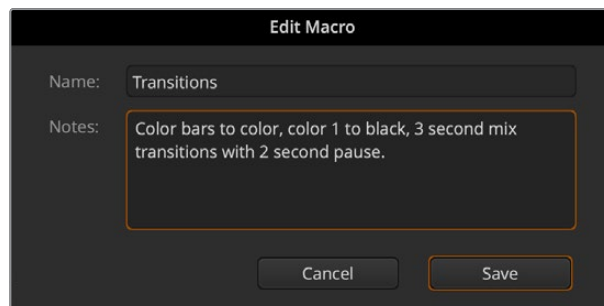 Edit Macro
Name: Transitions
Notes: Color bars to color, color 1 to black, 3 second mix
transitions with 2 second pause.
Cancel Save